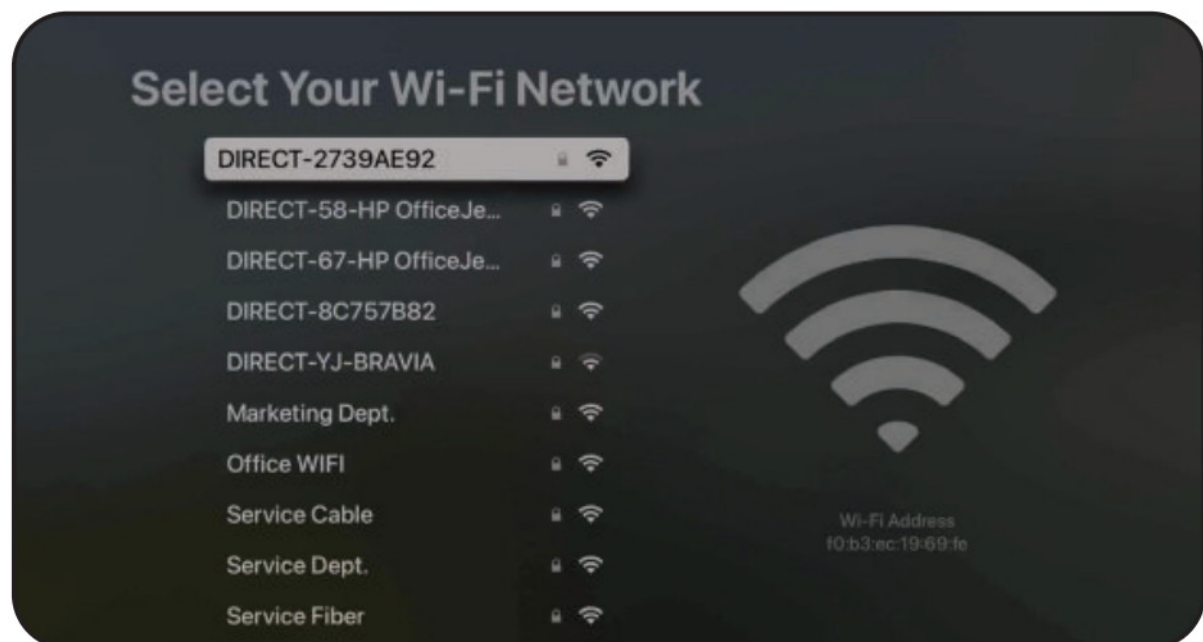 Select Your Wi-Fi Network
DIRECT-2739AE92
DIRECT-58-HP OfficeJe...
DIRECT-67-HP OfficeJe...
DIRECT-8C757B82
DIRECT-YJ-BRAVIA
Marketing Dept.
Office WIFI
Service Cable
Service Dept.
Service Fiber
Wi-Fi Address
f0:b3:ec:19:69:fe